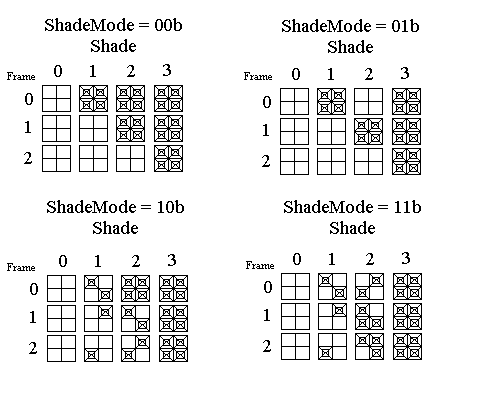 ShadeMode = 00b
Shade
Frame 0 1 2 3
0
1
2
ShadeMode = 01b
Shade
Frame 0 1 2 3
0
1
2
ShadeMode = 10b
Shade
Frame 0 1 2 3
0
1
2
ShadeMode = 11b
Shade
Frame 0 1 2 3
0
1
2